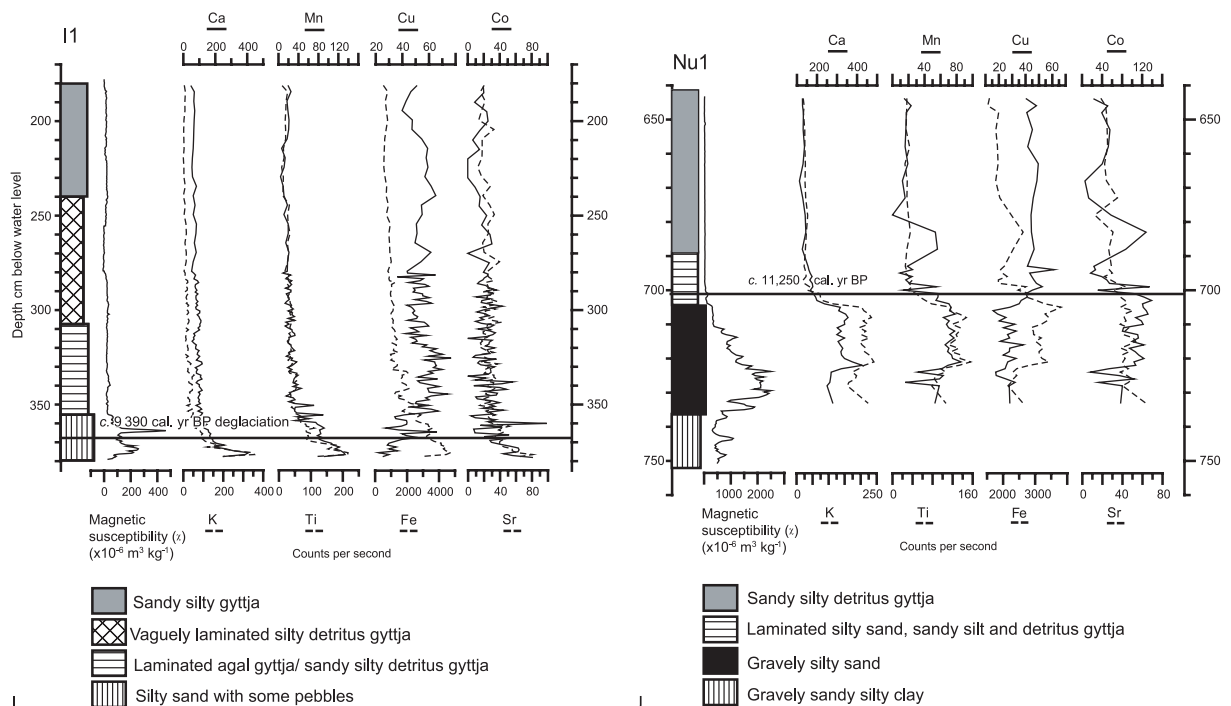 I1
Ca Mn Cu Co
0 200 400 0 40 80 120 20 40 60 0 40 80
Depth cm below water level
200 200
250 250
300 300
350 350
c. 9 390 cal. yr BP deglaciation
0 200 400 0 200 400 0 100 200 0 2000 4000 0 40 80
Magnetic
susceptibility (χ)
(x10⁻⁶ m³ kg⁻¹)
K Ti Fe Sr
Counts per second
Sandy silty gyttja
Vaguely laminated silty detritus gyttja
Laminated agal gyttja/ sandy silty detritus gyttja
Silty sand with some pebbles
Nu1
Ca Mn Cu Co
200 400 0 40 80 20 40 60 40 120
650 650
c. 11,250 cal. yr BP
700 700
750 750
1000 2000 0 250 0 160 2000 3000 0 40 80
Magnetic
susceptibility (χ)
(x10⁻⁶ m³ kg⁻¹)
K Ti Fe Sr
Counts per second
Sandy silty detritus gyttja
Laminated silty sand, sandy silt and detritus gyttja
Gravely silty sand
Gravely sandy silty clay